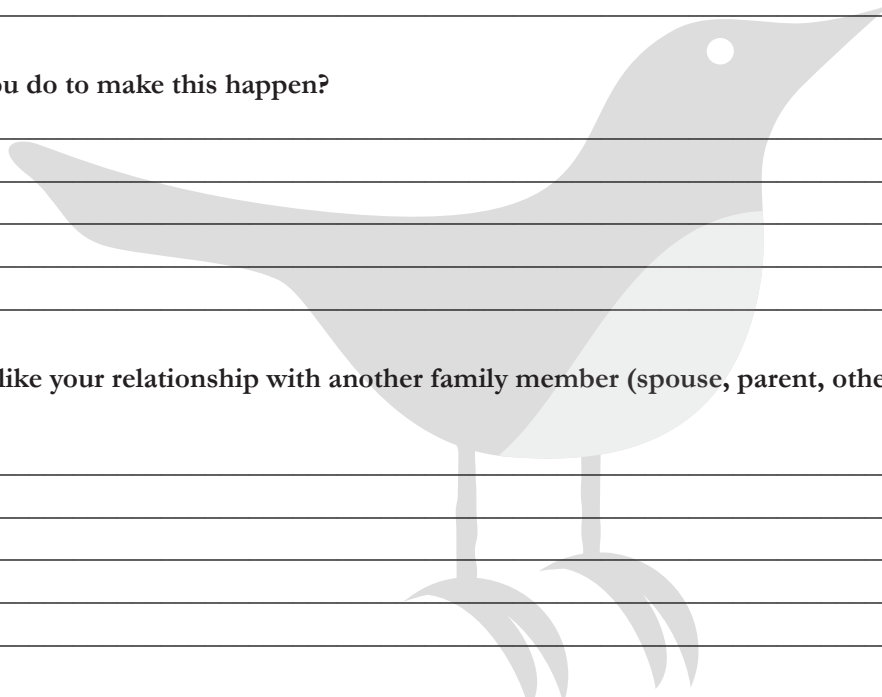 u do to make this happen?
like your relationship with another family member (spouse, parent, othe